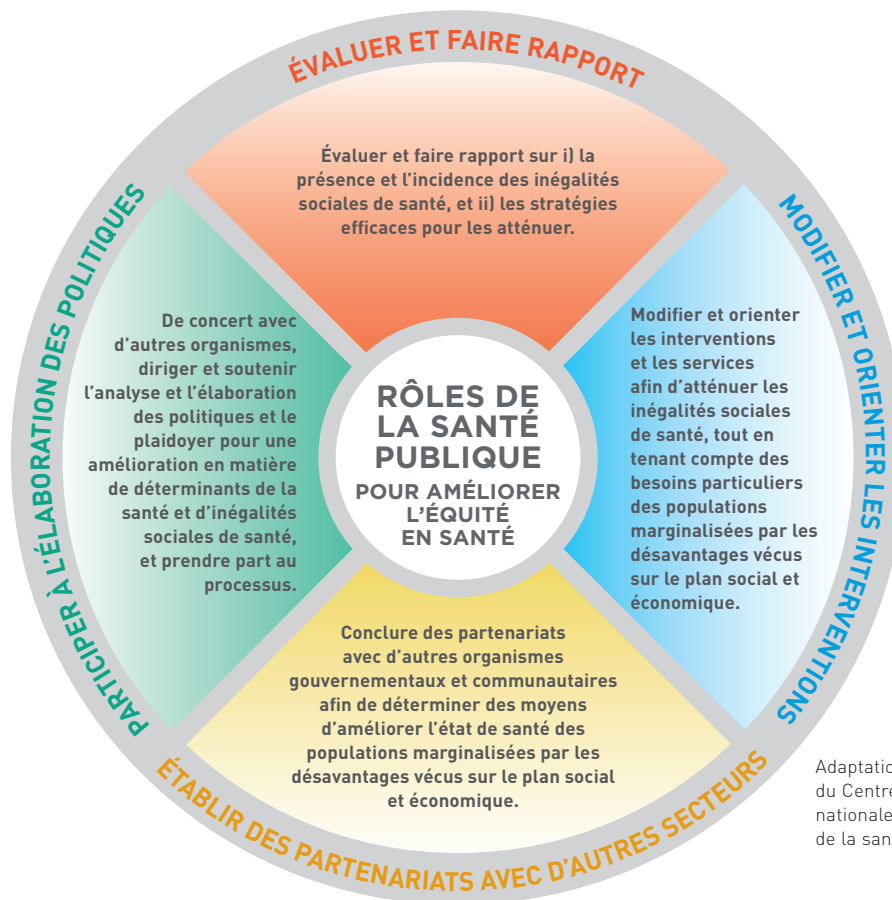 ÉVALUER ET FAIRE RAPPORT
Évaluer et faire rapport sur i) la
présence et l'incidence des inégalités
sociales de santé, et ii) les stratégies
efficaces pour les atténuer.
MODIFIER ET ORIENTER LES INTERVENTIONS
Modifier et orienter
les interventions
et les services
afin d'atténuer les
inégalités sociales
de santé, tout en
tenant compte des
besoins particuliers
des populations
marginalisées par les
désavantages vécus
sur le plan social et
économique.
ÉTABLIR DES PARTENARIATS AVEC D'AUTRES SECTEURS
Conclure des partenariats
avec d'autres organismes
gouvernementaux et communautaires
afin de déterminer des moyens
d'améliorer l'état de santé des
populations marginalisées par les
désavantages vécus sur le plan social
et économique.
PARTICIPER À L'ÉLABORATION DES POLITIQUES
De concert avec
d'autres organismes,
diriger et soutenir
l'analyse et l'élaboration
des politiques et le
plaidoyer pour une
amélioration en matière
de déterminants de la
santé et d'inégalités
sociales de santé,
et prendre part au
processus.
RÔLES DE
LA SANTÉ
PUBLIQUE
POUR AMÉLIORER
L'ÉQUITÉ
EN SANTÉ
Adaptation
du Centre
nationale
de la